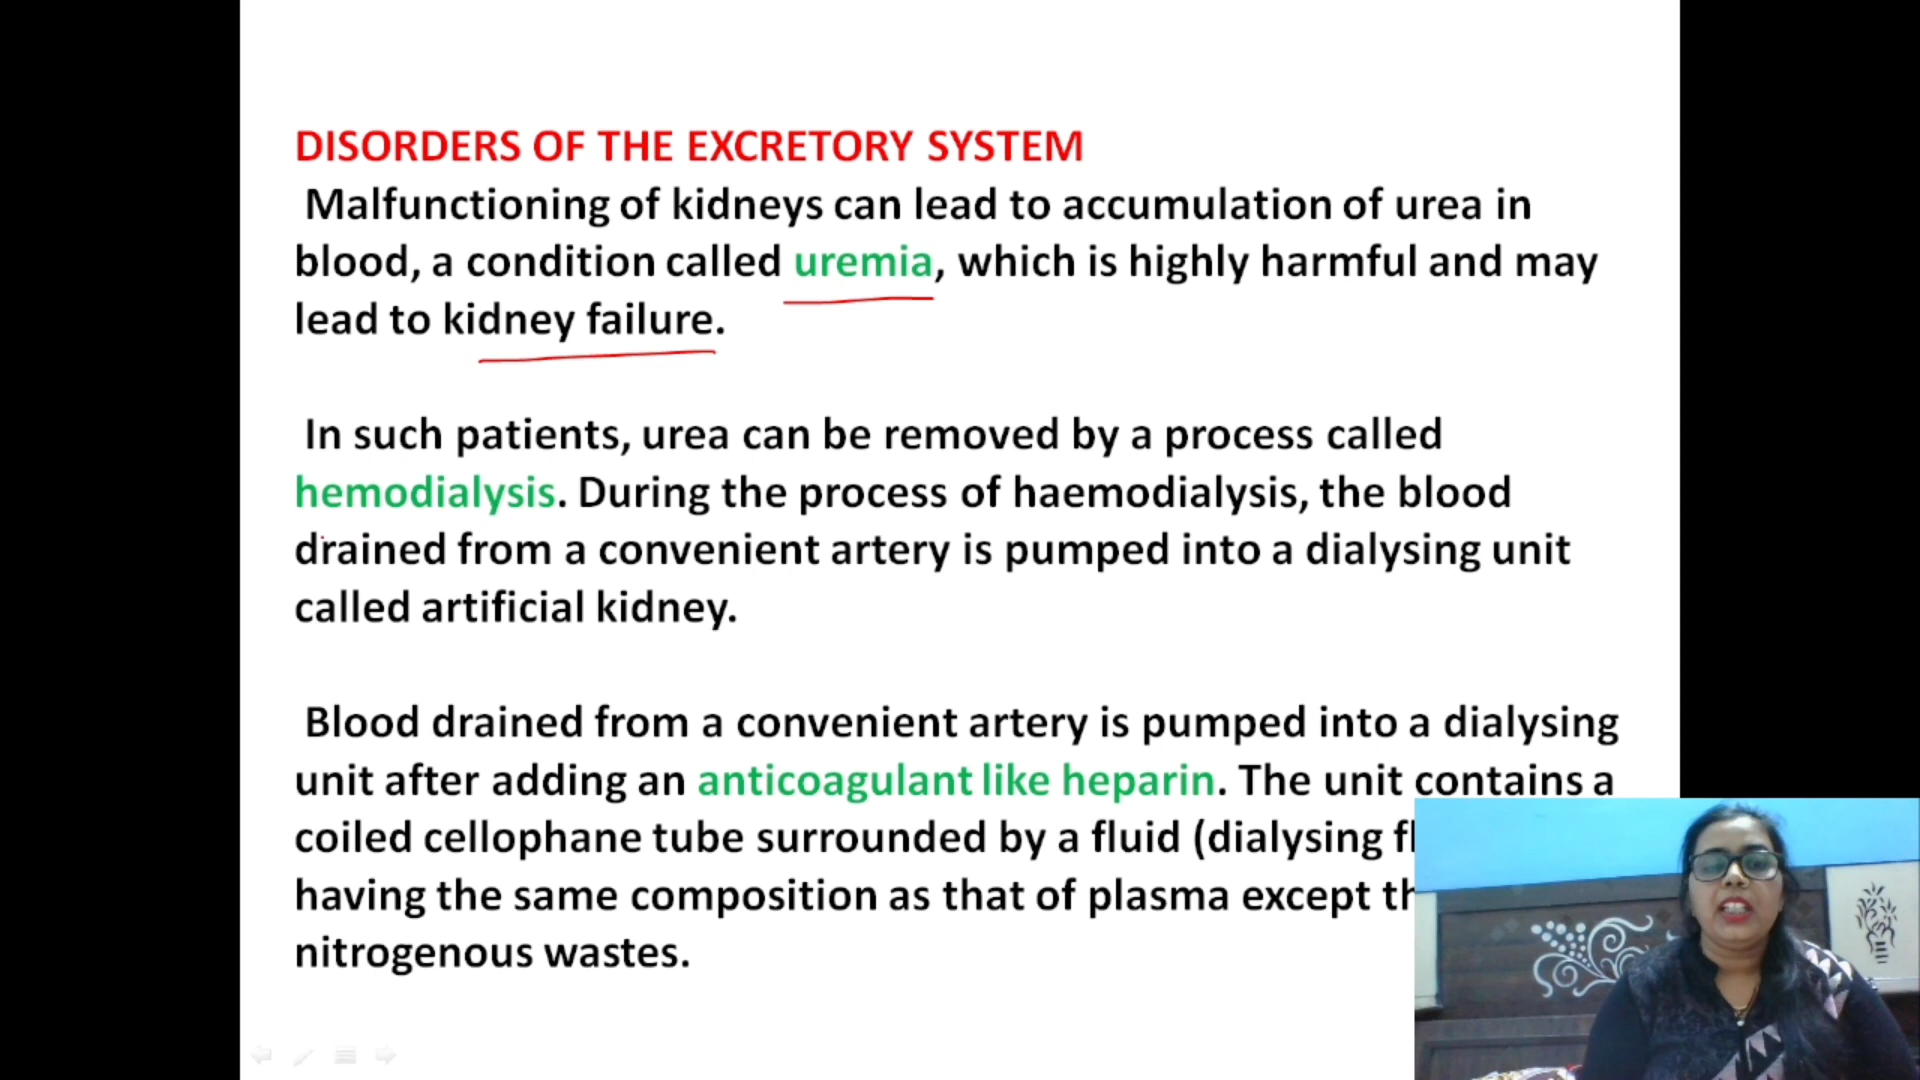 DISORDERS OF THE EXCRETORY SYSTEM
Malfunctioning of kidneys can lead to accumulation of urea in
blood, a condition called uremia, which is highly harmful and may
lead to kidney failure.
In such patients, urea can be removed by a process called
hemodialysis. During the process of haemodialysis, the blood
drained from a convenient artery is pumped into a dialysing unit
called artificial kidney.
Blood drained from a convenient artery is pumped into a dialysing
unit after adding an anticoagulant like heparin. The unit contains a
coiled cellophane tube surrounded by a fluid (dialysing
having the same composition as that of plasma except
nitrogenous wastes.